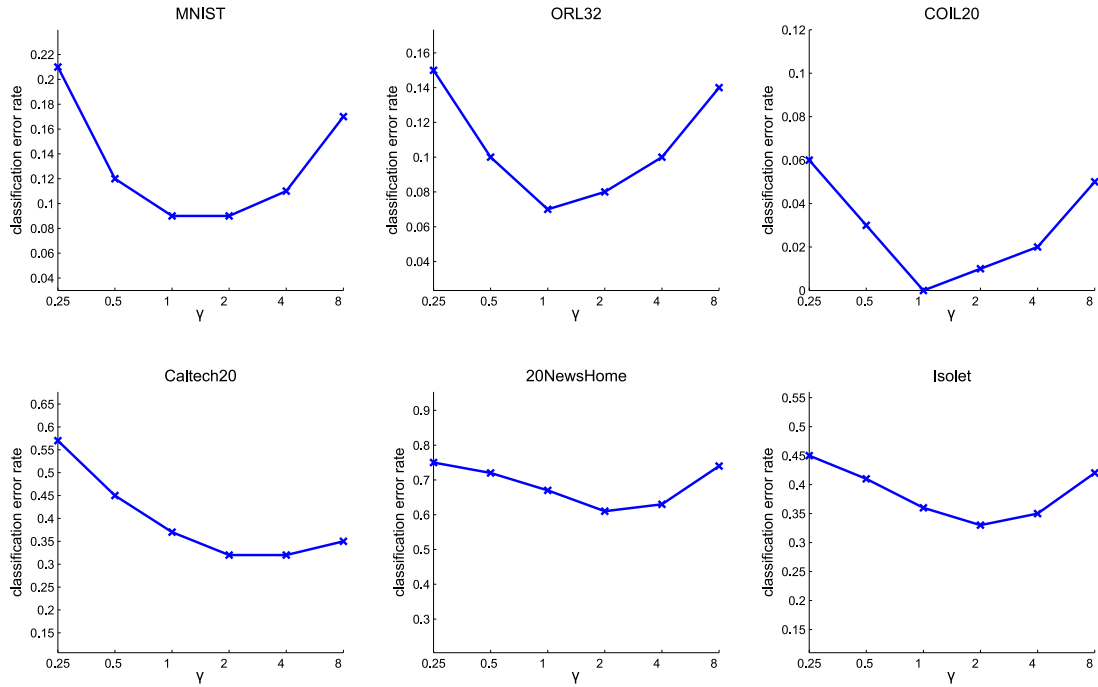 MNIST
classification error rate
0.22
0.2
0.18
0.16
0.14
0.12
0.1
0.08
0.06
0.04
0.25 0.5 1 2 4 8
γ
ORL32
classification error rate
0.16
0.14
0.12
0.1
0.08
0.06
0.04
0.25 0.5 1 2 4 8
γ
COIL20
classification error rate
0.12
0.1
0.08
0.06
0.04
0.02
0
0.25 0.5 1 2 4 8
γ
Caltech20
classification error rate
0.65
0.6
0.55
0.5
0.45
0.4
0.35
0.3
0.25
0.2
0.15
0.25 0.5 1 2 4 8
γ
20NewsHome
classification error rate
0.9
0.8
0.7
0.6
0.5
0.4
0.3
0.25 0.5 1 2 4 8
γ
Isolet
classification error rate
0.55
0.5
0.45
0.4
0.35
0.3
0.25
0.2
0.15
0.25 0.5 1 2 4 8
γ